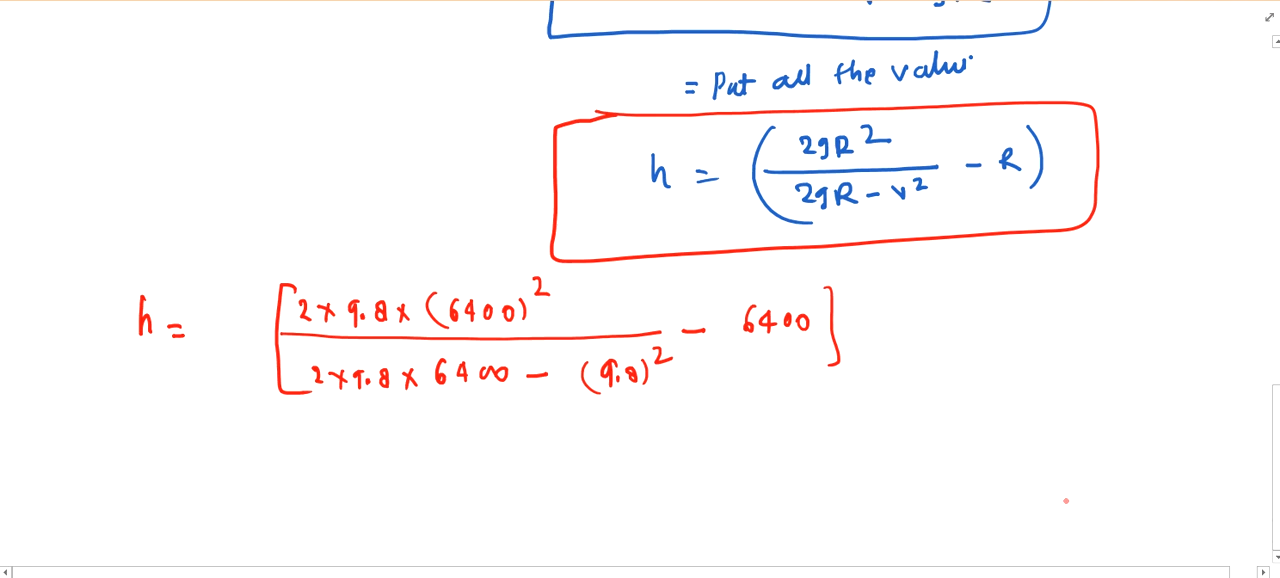 = Put all the value.
h = (2gR² / 2gR - v² - R)
h = [2 × 9.8 × (6400)² / 2 × 9.8 × 6400 - (9.8)² - 6400]